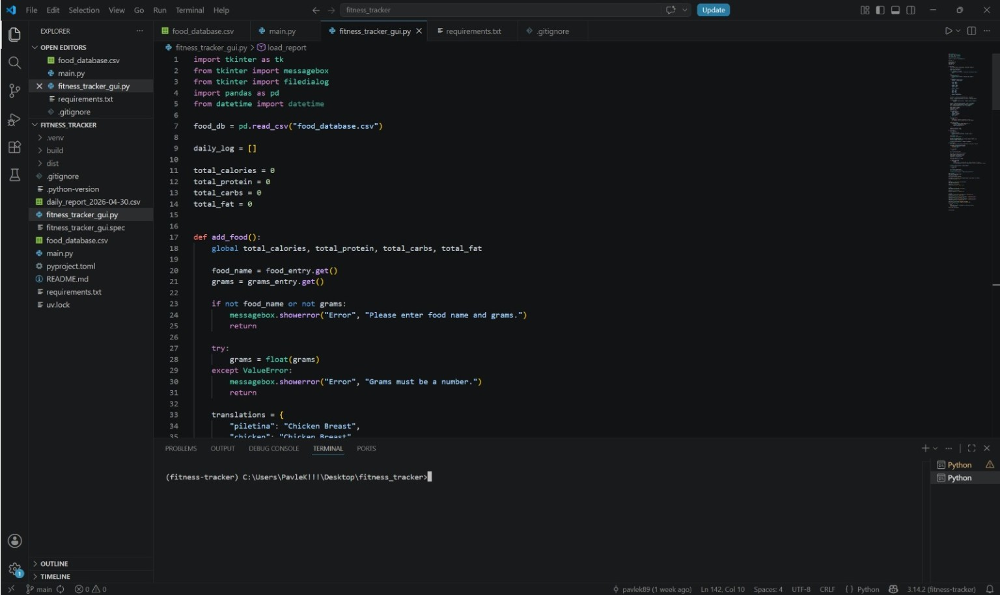 File Edit Selection View Go Run Terminal Help
fitness_tracker
Update
EXPLORER
OPEN EDITORS
food_database.csv
main.py
fitness_tracker_gui.py
requirements.txt
.gitignore
FITNESS_TRACKER
.venv
build
dist
.gitignore
.python-version
daily_report_2026-04-30.csv
fitness_tracker_gui.py
fitness_tracker_gui.spec
food_database.csv
main.py
pyproject.toml
README.md
requirements.txt
uv.lock
OUTLINE
TIMELINE
food_database.csv main.py fitness_tracker_gui.py requirements.txt .gitignore
fitness_tracker_gui.py > load_report
1 import tkinter as tk
2 from tkinter import messagebox
3 from tkinter import filedialog
4 import pandas as pd
5 from datetime import datetime
6
7 food_db = pd.read_csv("food_database.csv")
8
9 daily_log = []
10
11 total_calories = 0
12 total_protein = 0
13 total_carbs = 0
14 total_fat = 0
15
16
17 def add_food():
18 global total_calories, total_protein, total_carbs, total_fat
19
20 food_name = food_entry.get()
21 grams = grams_entry.get()
22
23 if not food_name or not grams:
24 messagebox.showerror("Error", "Please enter food name and grams.")
25 return
26
27 try:
28 grams = float(grams)
29 except ValueError:
30 messagebox.showerror("Error", "Grams must be a number.")
31 return
32
33 translations = {
34 "piletina": "Chicken Breast",
35 "chicken": "Chicken Breast"
PROBLEMS OUTPUT DEBUG CONSOLE TERMINAL PORTS
(fitness-tracker) C:\Users\PavleK!!!\Desktop\fitness_tracker>
Python
Python
1
main 0 0 pavlek89 (1 week ago) Ln 142, Col 10 Spaces: 4 UTF-8 CRLF { } Python 3.14.2 (fitness-tracker)